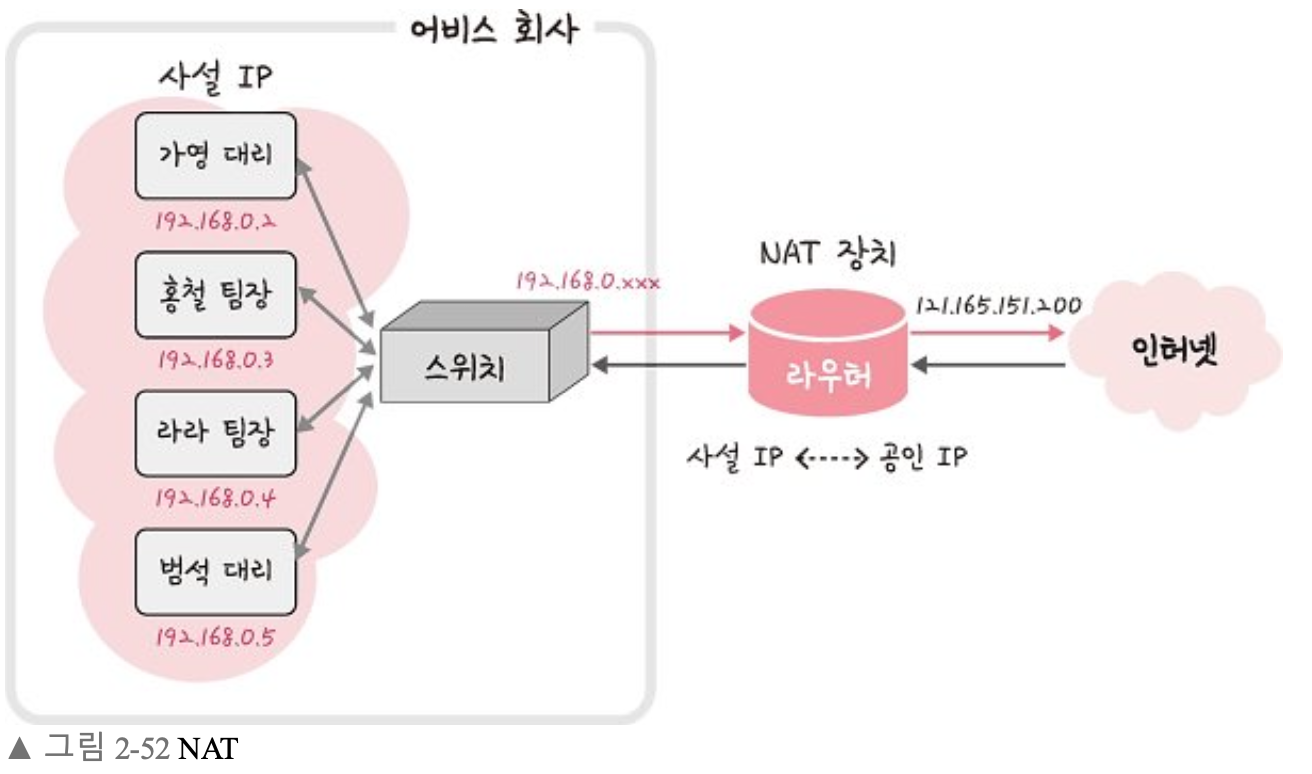 어비스 회사
사설 IP
가영 대리
192.168.0.2
홍철 팀장
192.168.0.3
라라 팀장
192.168.0.4
범석 대리
192.168.0.5
192.168.0.xxx
스위치
NAT 장치
라우터
121.165.151.200
인터넷
사설 IP <----> 공인 IP
▲ 그림 2-52 NAT